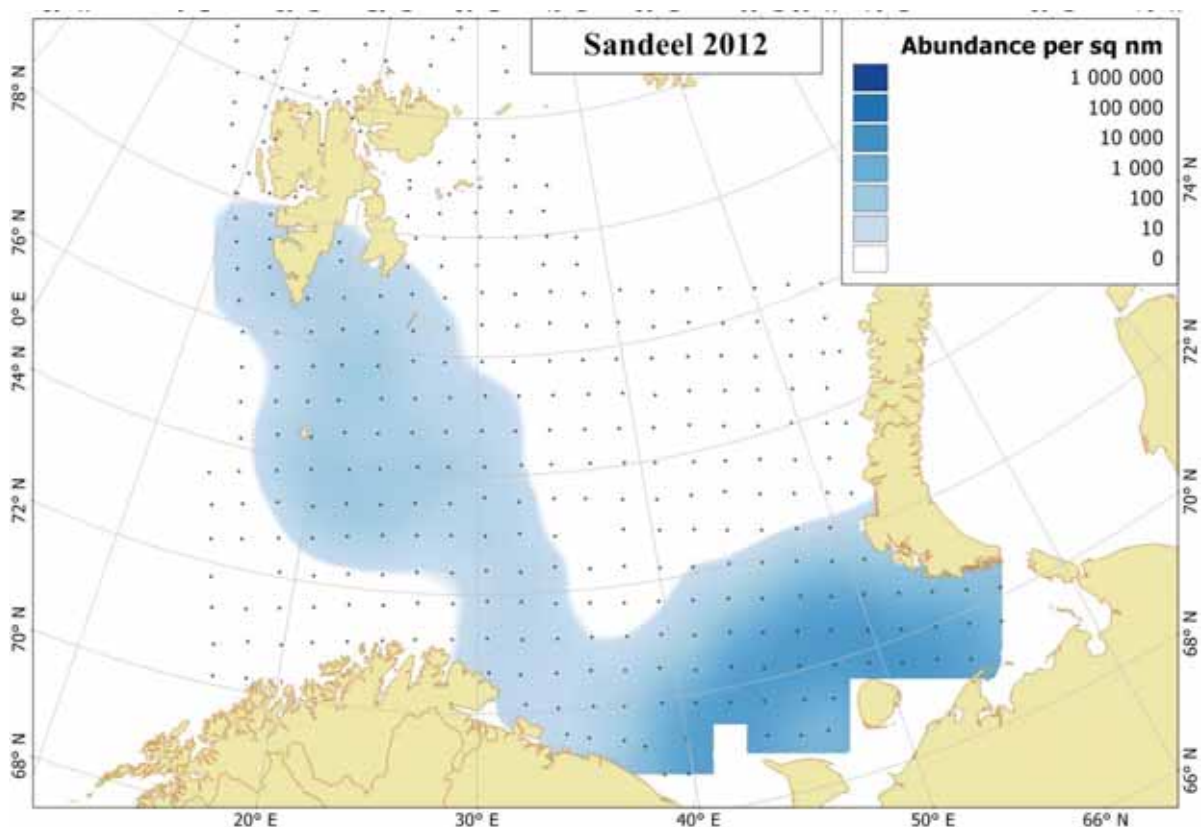 Sandeel 2012
Abundance per sq nm
1 000 000
100 000
10 000
1 000
100
10
0
78° N
76° N
0° E
74° N
72° N
70° N
68° N
74° N
72° N
70° N
68° N
66° N
20° E
30° E
40° E
50° E
66° N